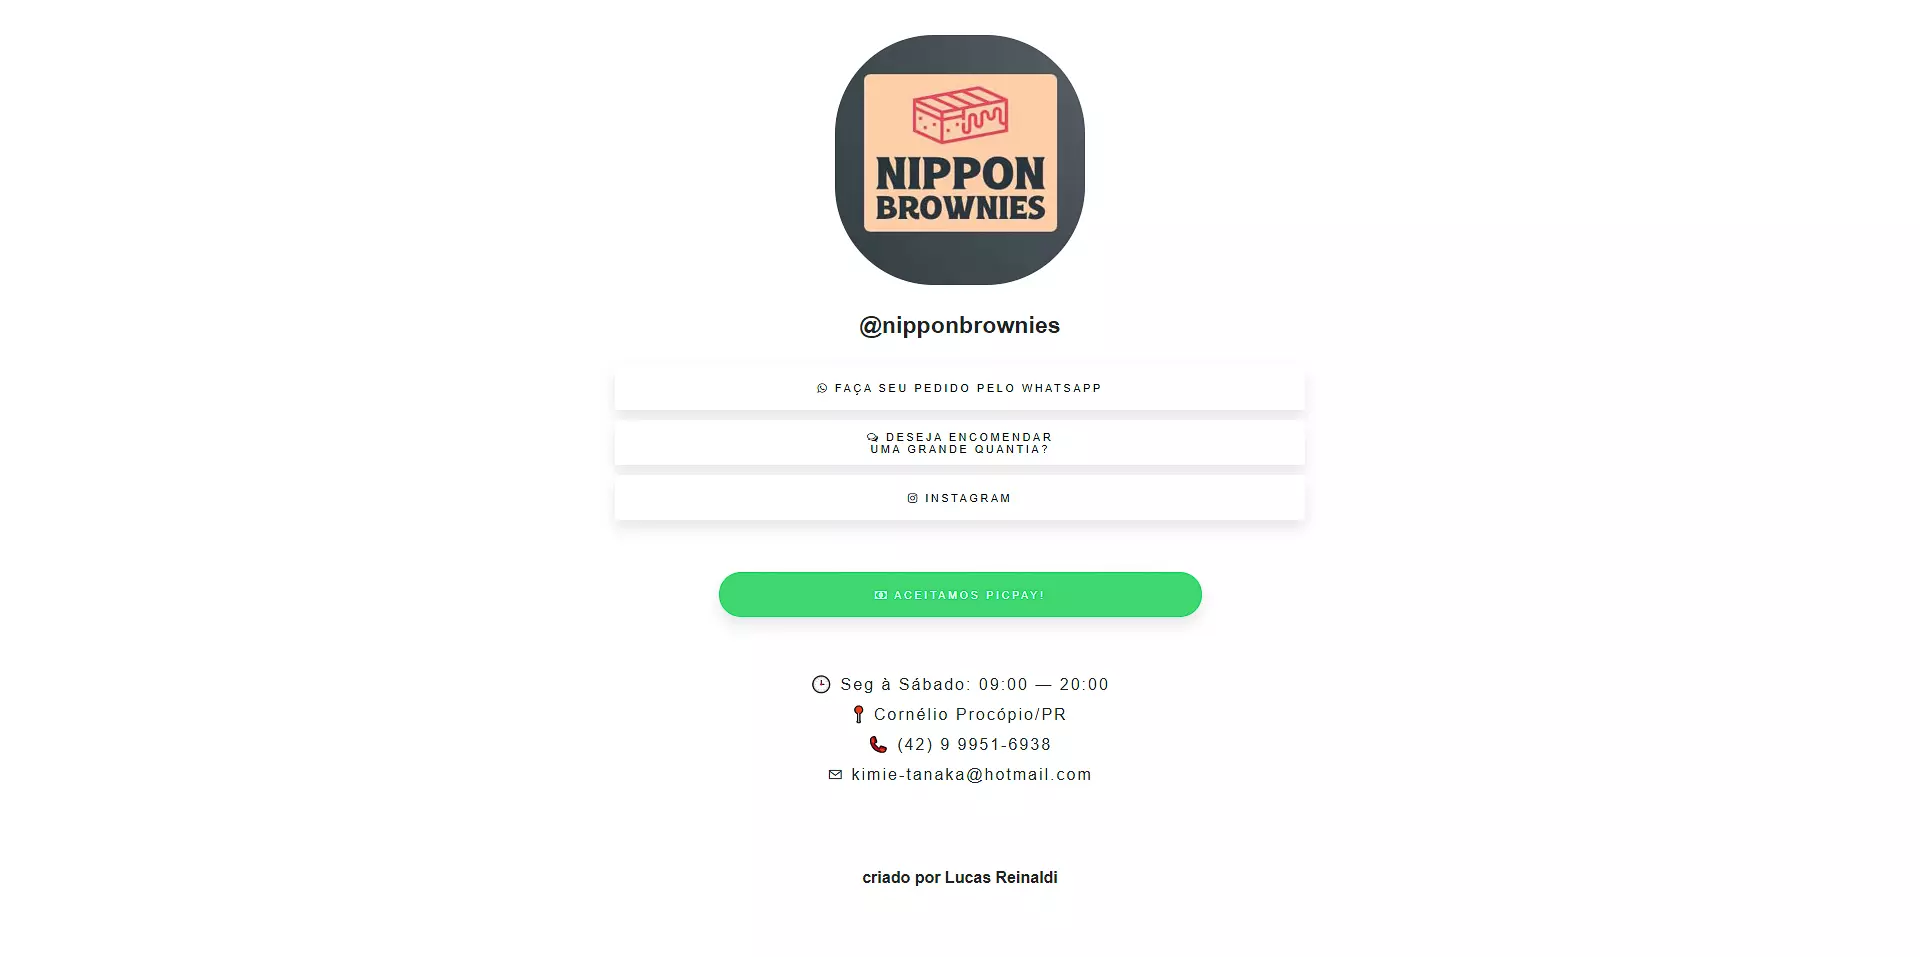 NIPPON
BROWNIES
@nipponbrownies
FAÇA SEU PEDIDO PELO WHATSAPP
DESEJA ENCOMENDAR
UMA GRANDE QUANTIA?
INSTAGRAM
ACEITAMOS PICPAY!
Seg à Sábado: 09:00 — 20:00
Cornélio Procópio/PR
(42) 9 9951-6938
kimie-tanaka@hotmail.com
criado por Lucas Reinaldi